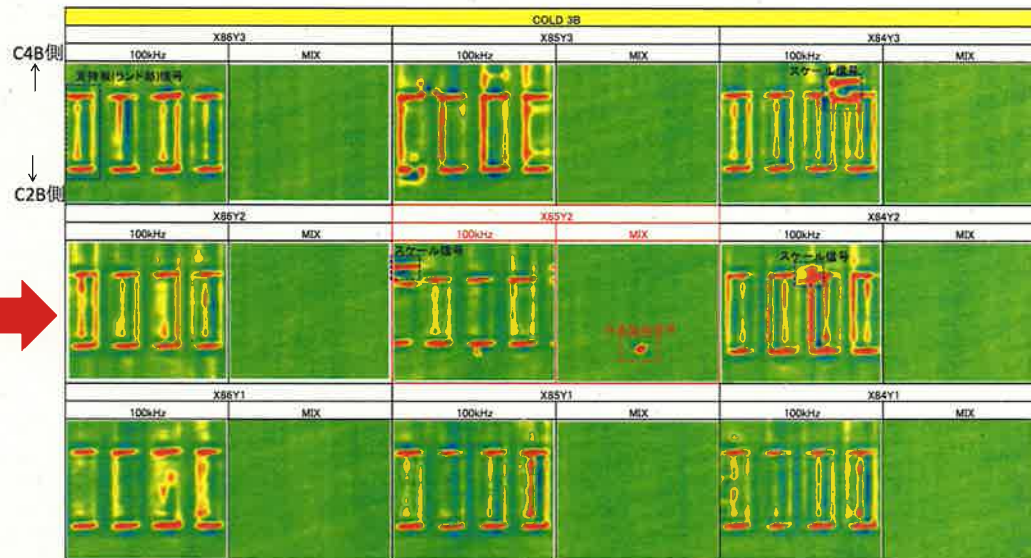 COLD 3B
X86Y3 X85Y3 X84Y3
C4B側
100kHz MIX 100kHz MIX 100kHz MIX
支持板(ランド部)信号
スケール信号
C2B側
X86Y2 X85Y2 X84Y2
100kHz MIX 100kHz MIX 100kHz MIX
スケール信号
スケール信号
X86Y1 X85Y1 X84Y1
100kHz MIX 100kHz MIX 100kHz MIX